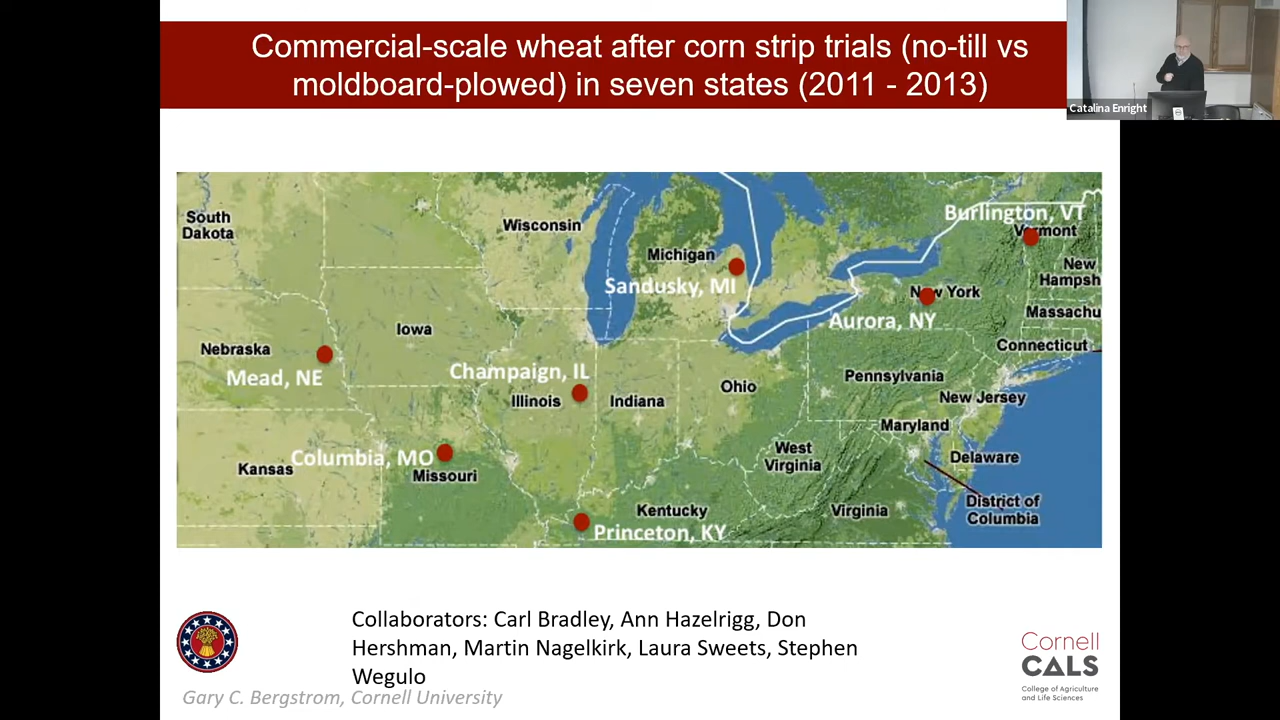 Commercial-scale wheat after corn strip trials (no-till vs
moldboard-plowed) in seven states (2011 - 2013)
Catalina Enright
South
Dakota
Wisconsin
Michigan
Sandusky, MI
Burlington, VT
Vermont
New
Hampsh
New York
Massachu
Aurora, NY
Connecticut
Iowa
Nebraska
Mead, NE
Champaign, IL
Illinois
Indiana
Ohio
Pennsylvania
New Jersey
Maryland
Columbia, MO
Kansas
Missouri
West
Virginia
Delaware
Kentucky
Virginia
District of
Columbia
Princeton, KY
Collaborators: Carl Bradley, Ann Hazelrigg, Don
Hershman, Martin Nagelkirk, Laura Sweets, Stephen
Wegulo
Gary C. Bergstrom, Cornell University
Cornell
CALS
College of Agriculture
and Life Sciences